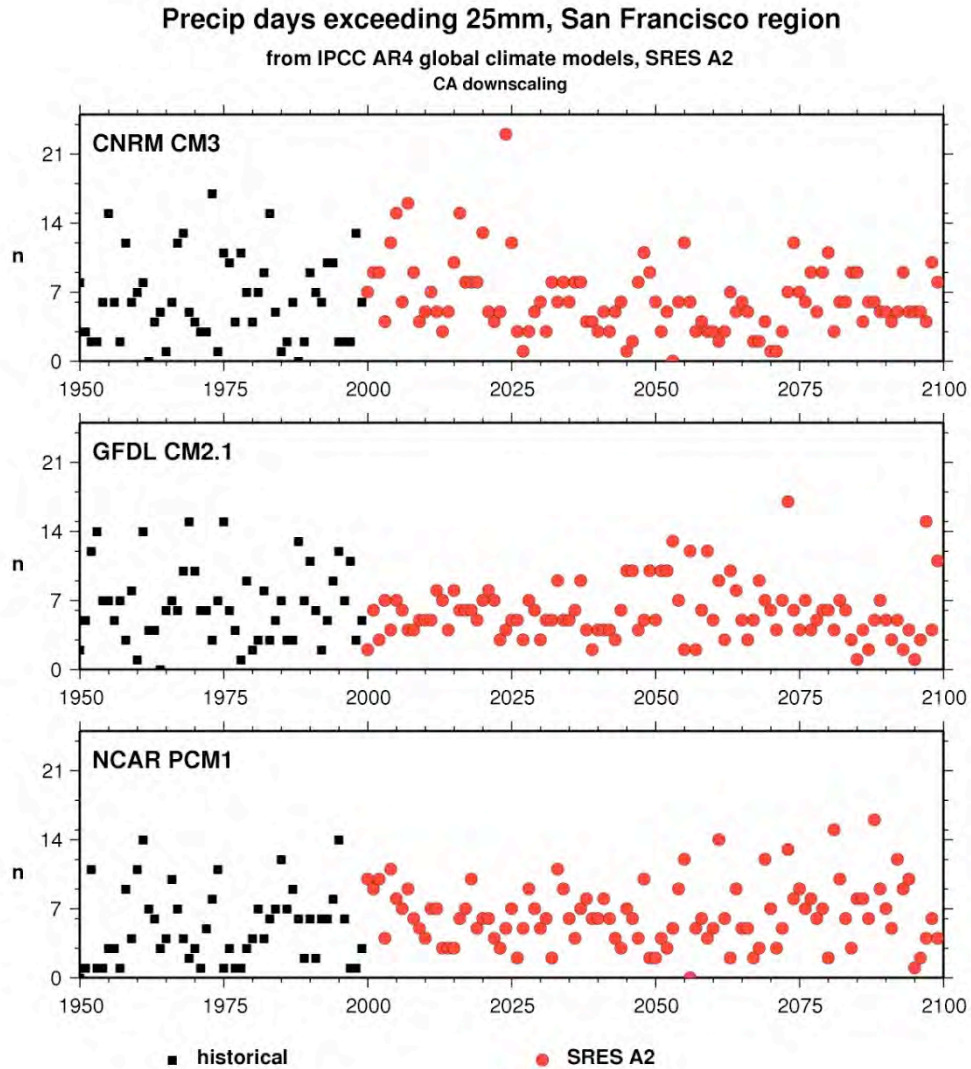 Precip days exceeding 25mm, San Francisco region
from IPCC AR4 global climate models, SRES A2
CA downscaling
CNRM CM3
21
14
n
7
0
1950 1975 2000 2025 2050 2075 2100
GFDL CM2.1
21
14
n
7
0
1950 1975 2000 2025 2050 2075 2100
NCAR PCM1
21
14
n
7
0
1950 1975 2000 2025 2050 2075 2100
historical SRES A2